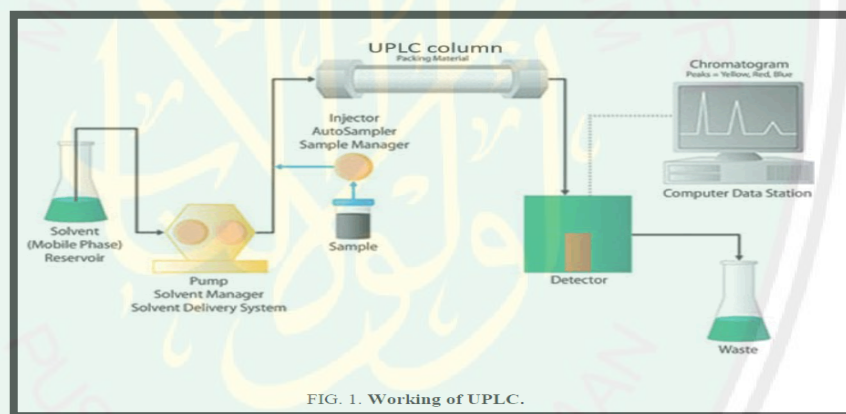 UPLC column
Packing Material
Chromatogram
Peaks = Yellow, Red, Blue
Injector
AutoSampler
Sample Manager
Solvent
(Mobile Phase)
Reservoir
Sample
Computer Data Station
Pump
Solvent Manager
Solvent Delivery System
Detector
Waste
FIG. 1. Working of UPLC.